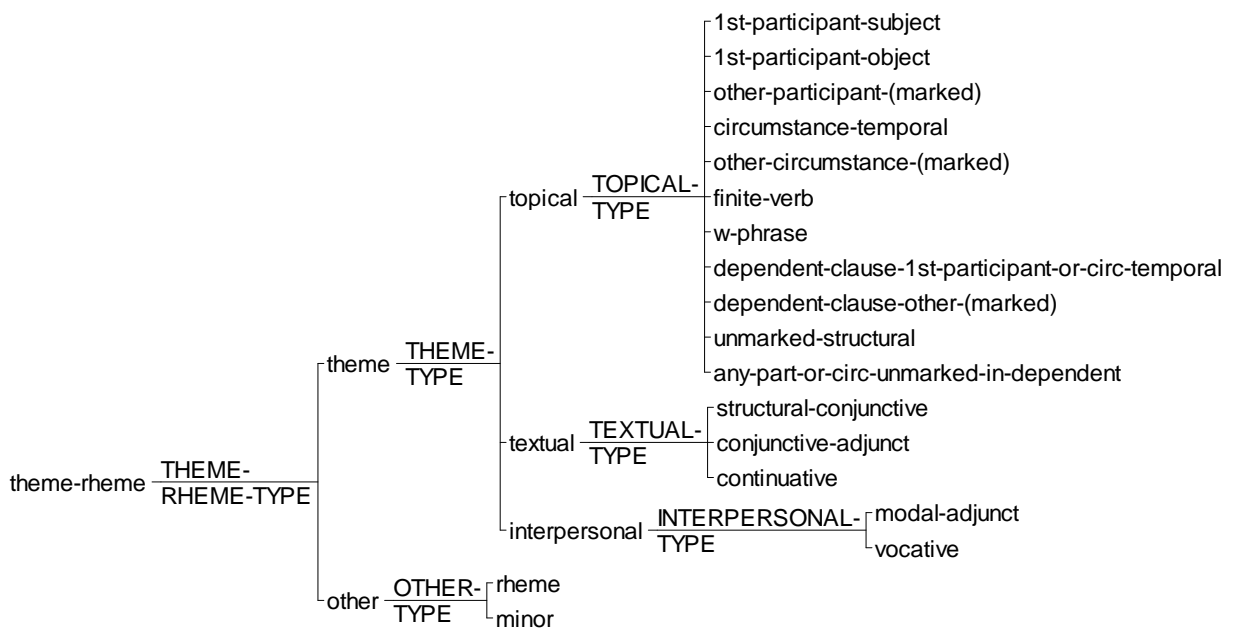 1st-participant-subject
1st-participant-object
other-participant-(marked)
circumstance-temporal
other-circumstance-(marked)
topical TOPICAL-
TYPE
finite-verb
w-phrase
dependent-clause-1st-participant-or-circ-temporal
dependent-clause-other-(marked)
unmarked-structural
theme THEME-
TYPE
any-part-or-circ-unmarked-in-dependent
structural-conjunctive
textual TEXTUAL-
TYPE
conjunctive-adjunct
continuative
theme-rheme THEME-
RHEME-TYPE
interpersonal INTERPERSONAL-
TYPE
modal-adjunct
vocative
other OTHER-
TYPE
rheme
minor